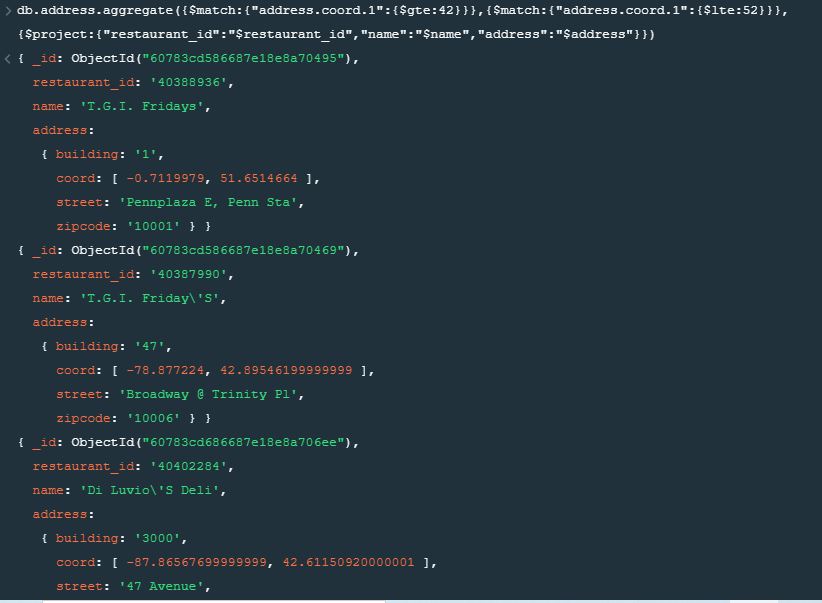 > db.address.aggregate({$match:{"address.coord.1":{$gte:42}}},{$match:{"address.coord.1":{$lte:52}}},
{$project:{"restaurant_id":"$restaurant_id","name":"$name","address":"$address"}})
< { _id: ObjectId("60783cd586687e18e8a70495"),
restaurant_id: '40388936',
name: 'T.G.I. Fridays',
address:
{ building: '1',
coord: [ -0.7119979, 51.6514664 ],
street: 'Pennplaza E, Penn Sta',
zipcode: '10001' } }
{ _id: ObjectId("60783cd586687e18e8a70469"),
restaurant_id: '40387990',
name: 'T.G.I. Friday\'S',
address:
{ building: '47',
coord: [ -78.877224, 42.89546199999999 ],
street: 'Broadway @ Trinity Pl',
zipcode: '10006' } }
{ _id: ObjectId("60783cd686687e18e8a706ee"),
restaurant_id: '40402284',
name: 'Di Luvio\'S Deli',
address:
{ building: '3000',
coord: [ -87.86567699999999, 42.61150920000001 ],
street: '47 Avenue',